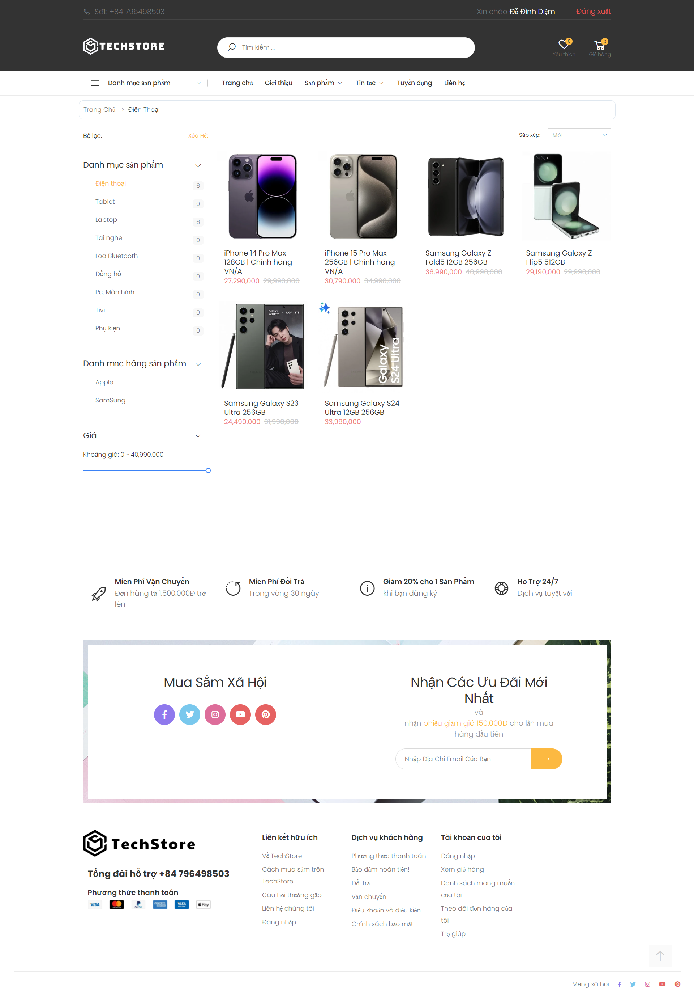 Sdt: +84 796498503
Xin chào Đỗ Đình Diệm
Đăng xuất
TECHSTORE
Tìm kiếm ...
0
Yêu thích
0
Giỏ hàng
Danh mục sản phẩm
Trang chủ
Giới thiệu
Sản phẩm
Tin tức
Tuyển dụng
Liên hệ
Trang Chủ
Điện Thoại
Bộ lọc:
Xóa Hết
Sắp xếp:
Mới
Danh mục sản phẩm
Điện thoại
6
Tablet
0
Laptop
6
Tai nghe
0
Loa Bluetooth
0
Đồng hồ
0
Pc, Màn hình
0
Tivi
0
Phụ kiện
0
Danh mục hãng sản phẩm
Apple
SamSung
Giá
Khoảng giá: 0 ~ 40,990,000
iPhone 14 Pro Max
128GB | Chính hãng
VN/A
27,290,000 29,990,000
iPhone 15 Pro Max
256GB | Chính hãng
VN/A
30,790,000 34,990,000
Samsung Galaxy Z
Fold5 12GB 256GB
36,990,000 40,990,000
Samsung Galaxy Z
Flip5 512GB
29,190,000 29,990,000
Galaxy
S23 Ultra × SUGA - BTS
Samsung Galaxy S23
Ultra 256GB
24,490,000 31,990,000
Galaxy
S24 Ultra
Samsung Galaxy S24
Ultra 12GB 256GB
33,990,000
Miễn Phí Vận Chuyển
Đơn hàng từ 1.500.000Đ trở
lên
Miễn Phí Đổi Trả
Trong vòng 30 ngày
Giảm 20% cho 1 Sản Phẩm
khi bạn đăng ký
Hỗ Trợ 24/7
Dịch vụ tuyệt vời
Mua Sắm Xã Hội
Nhận Các Ưu Đãi Mới
Nhất
và
nhận phiếu giảm giá 150.000Đ cho lần mua
hàng đầu tiên
Nhập Địa Chỉ Email Của Bạn
TechStore
Tổng đài hỗ trợ +84 796498503
Phương thức thanh toán
VISA
PayPal
VISA
Pay
Liên kết hữu ích
Về TechStore
Cách mua sắm trên
TechStore
Câu hỏi thường gặp
Liên hệ chúng tôi
Đăng nhập
Dịch vụ khách hàng
Phương thức thanh toán
Bảo đảm hoàn tiền!
Đổi trả
Vận chuyển
Điều khoản và điều kiện
Chính sách bảo mật
Tài khoản của tôi
Đăng nhập
Xem giỏ hàng
Danh sách mong muốn
của tôi
Theo dõi đơn hàng của
tôi
Trợ giúp
Mạng xã hội